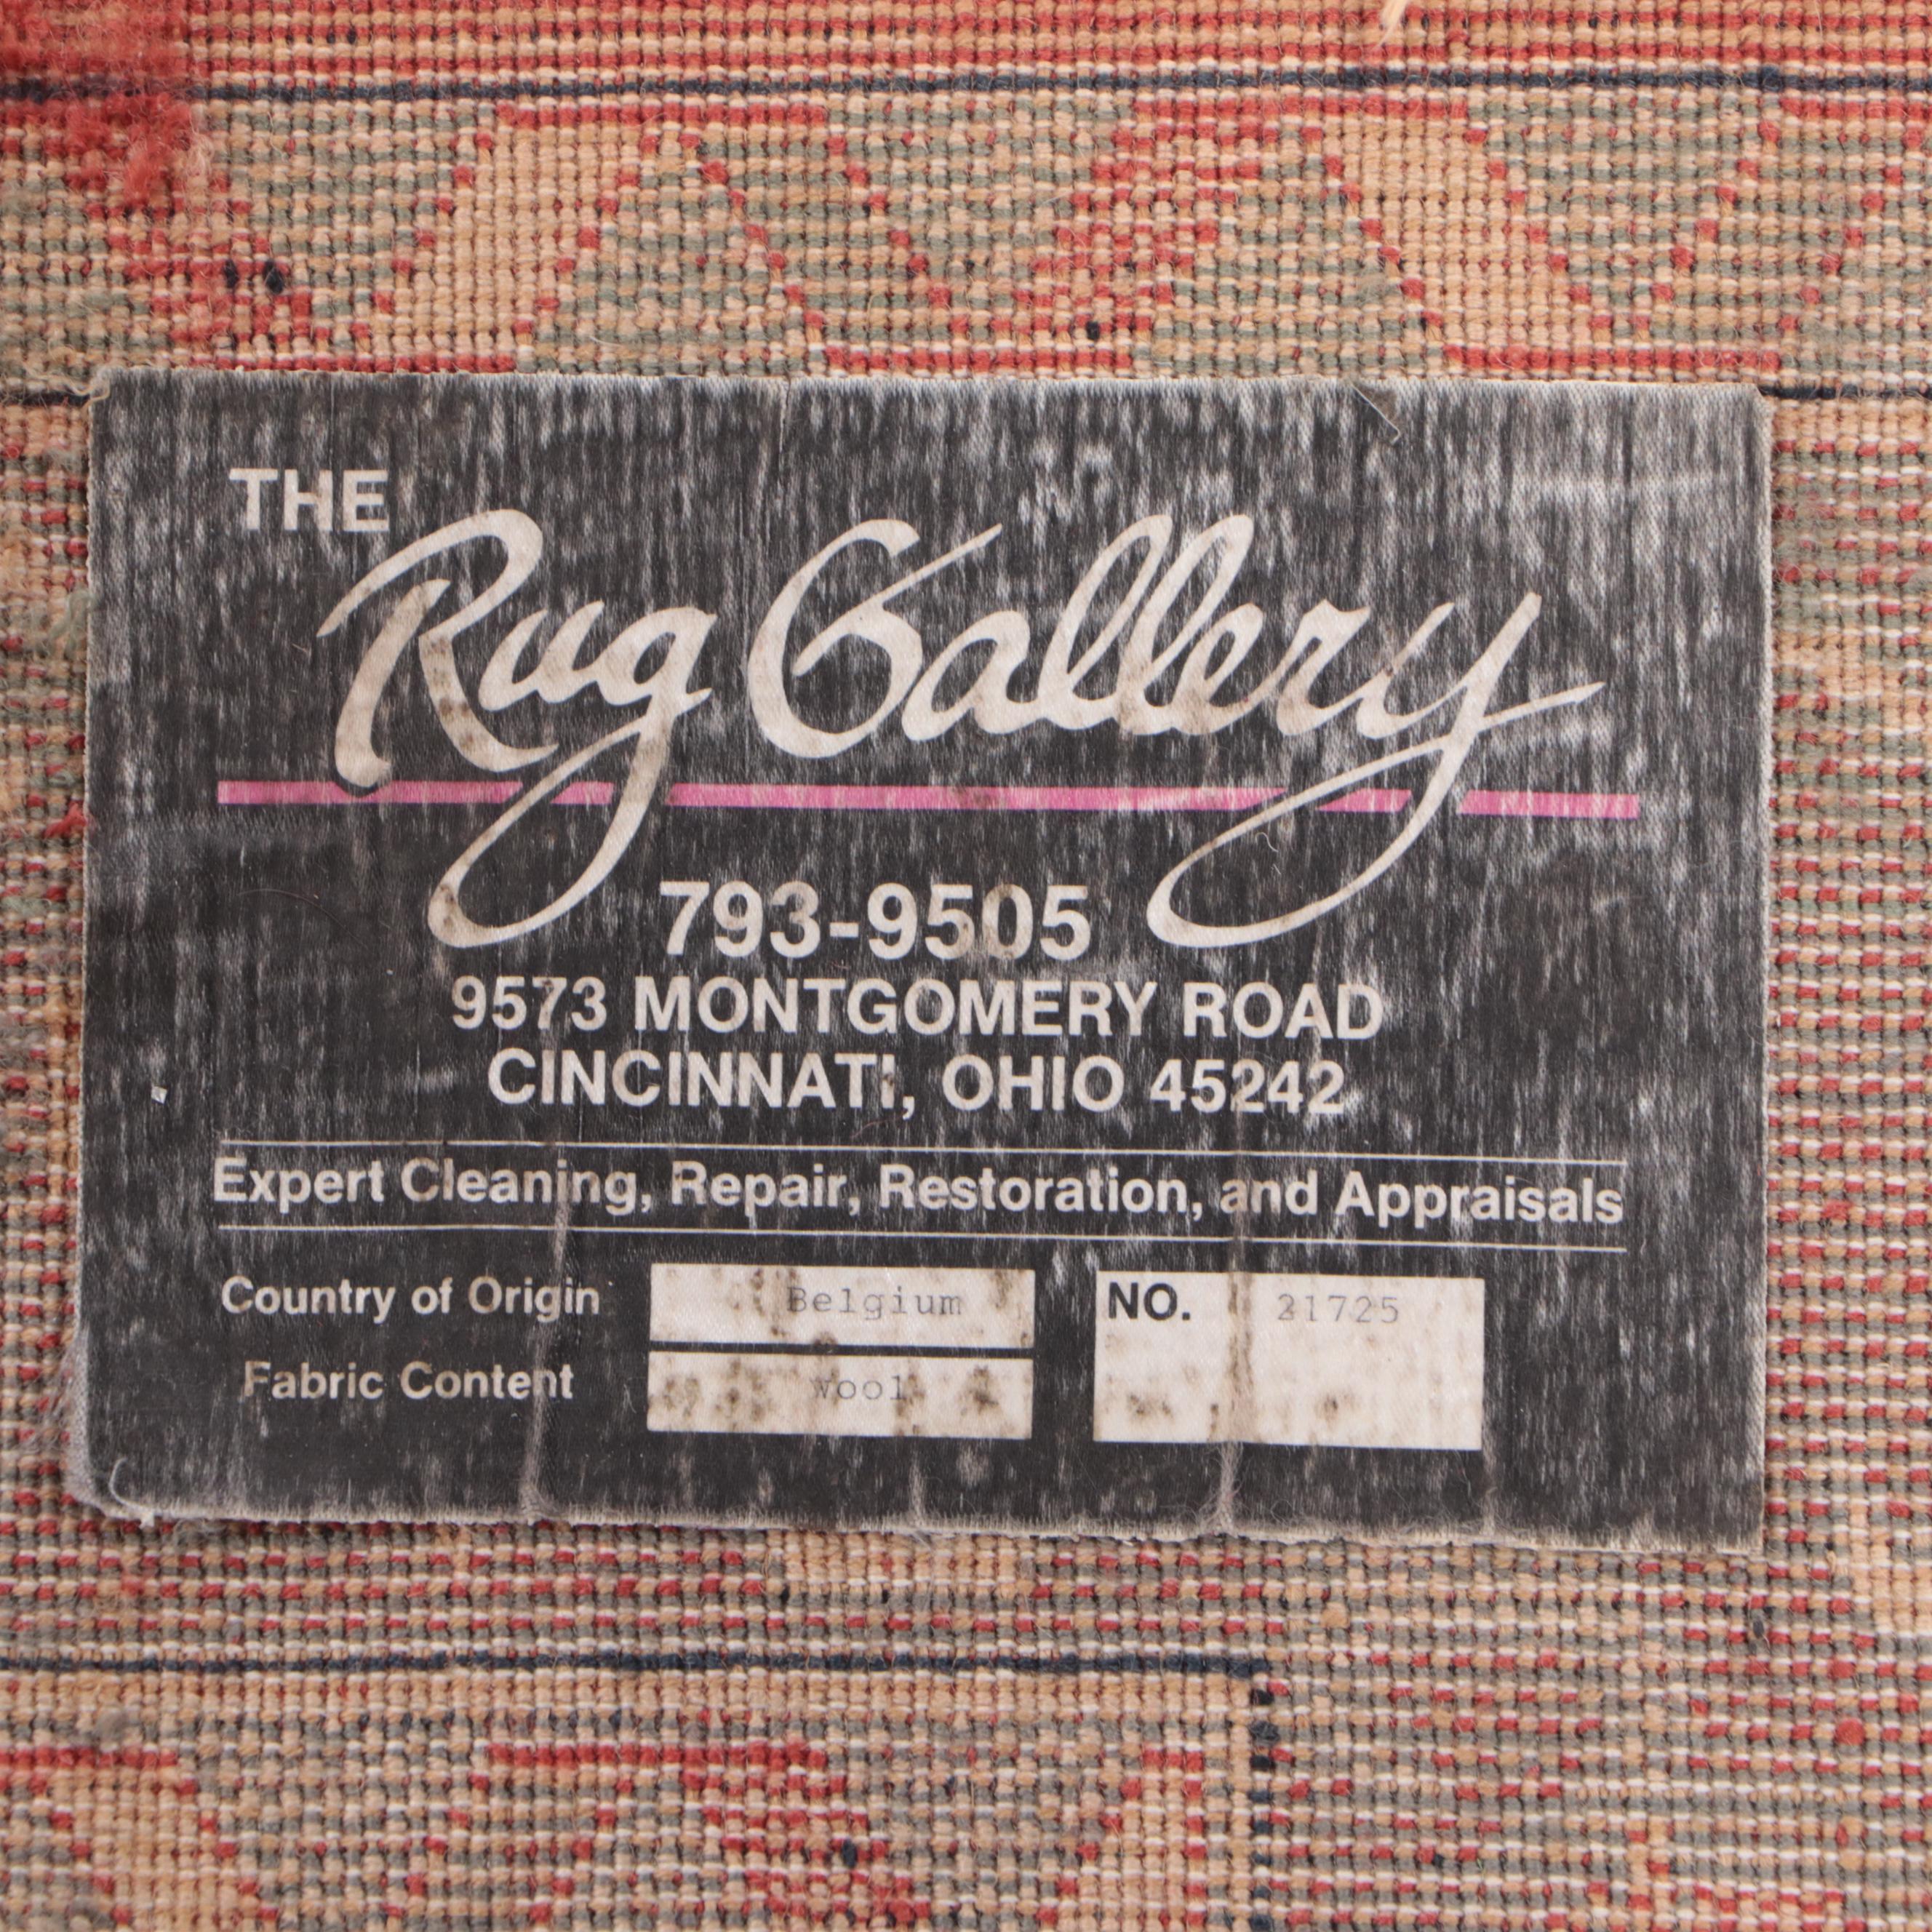 THE
Rug Gallery
793-9505
9573 MONTGOMERY ROAD
CINCINNATI, OHIO 45242
Expert Cleaning, Repair, Restoration, and Appraisals
Country of Origin Belgium NO. 21725
Fabric Content wool